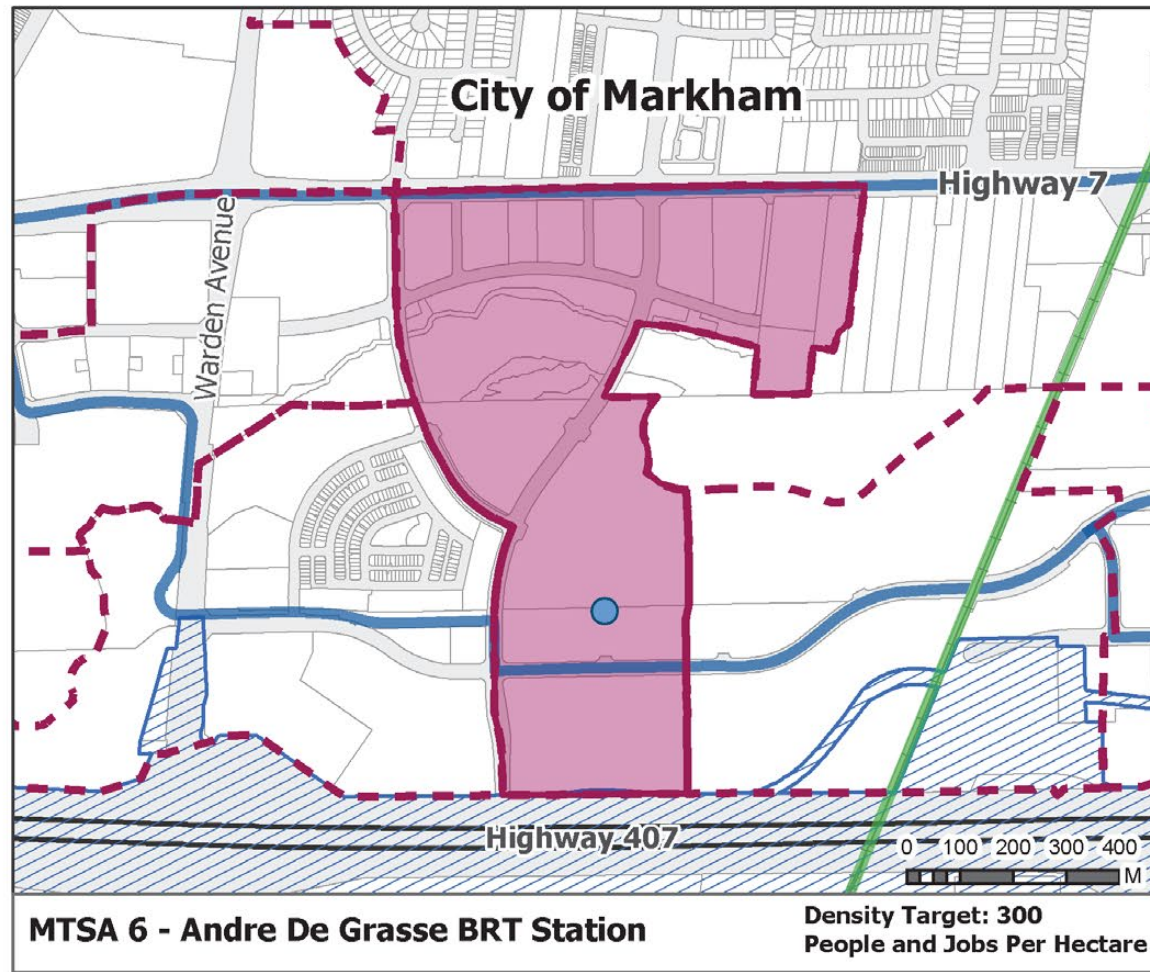 City of Markham
Highway 7
Warden Avenue
Highway 407
0 100 200 300 400
M
MTSA 6 - Andre De Grasse BRT Station
Density Target: 300
People and Jobs Per Hectare